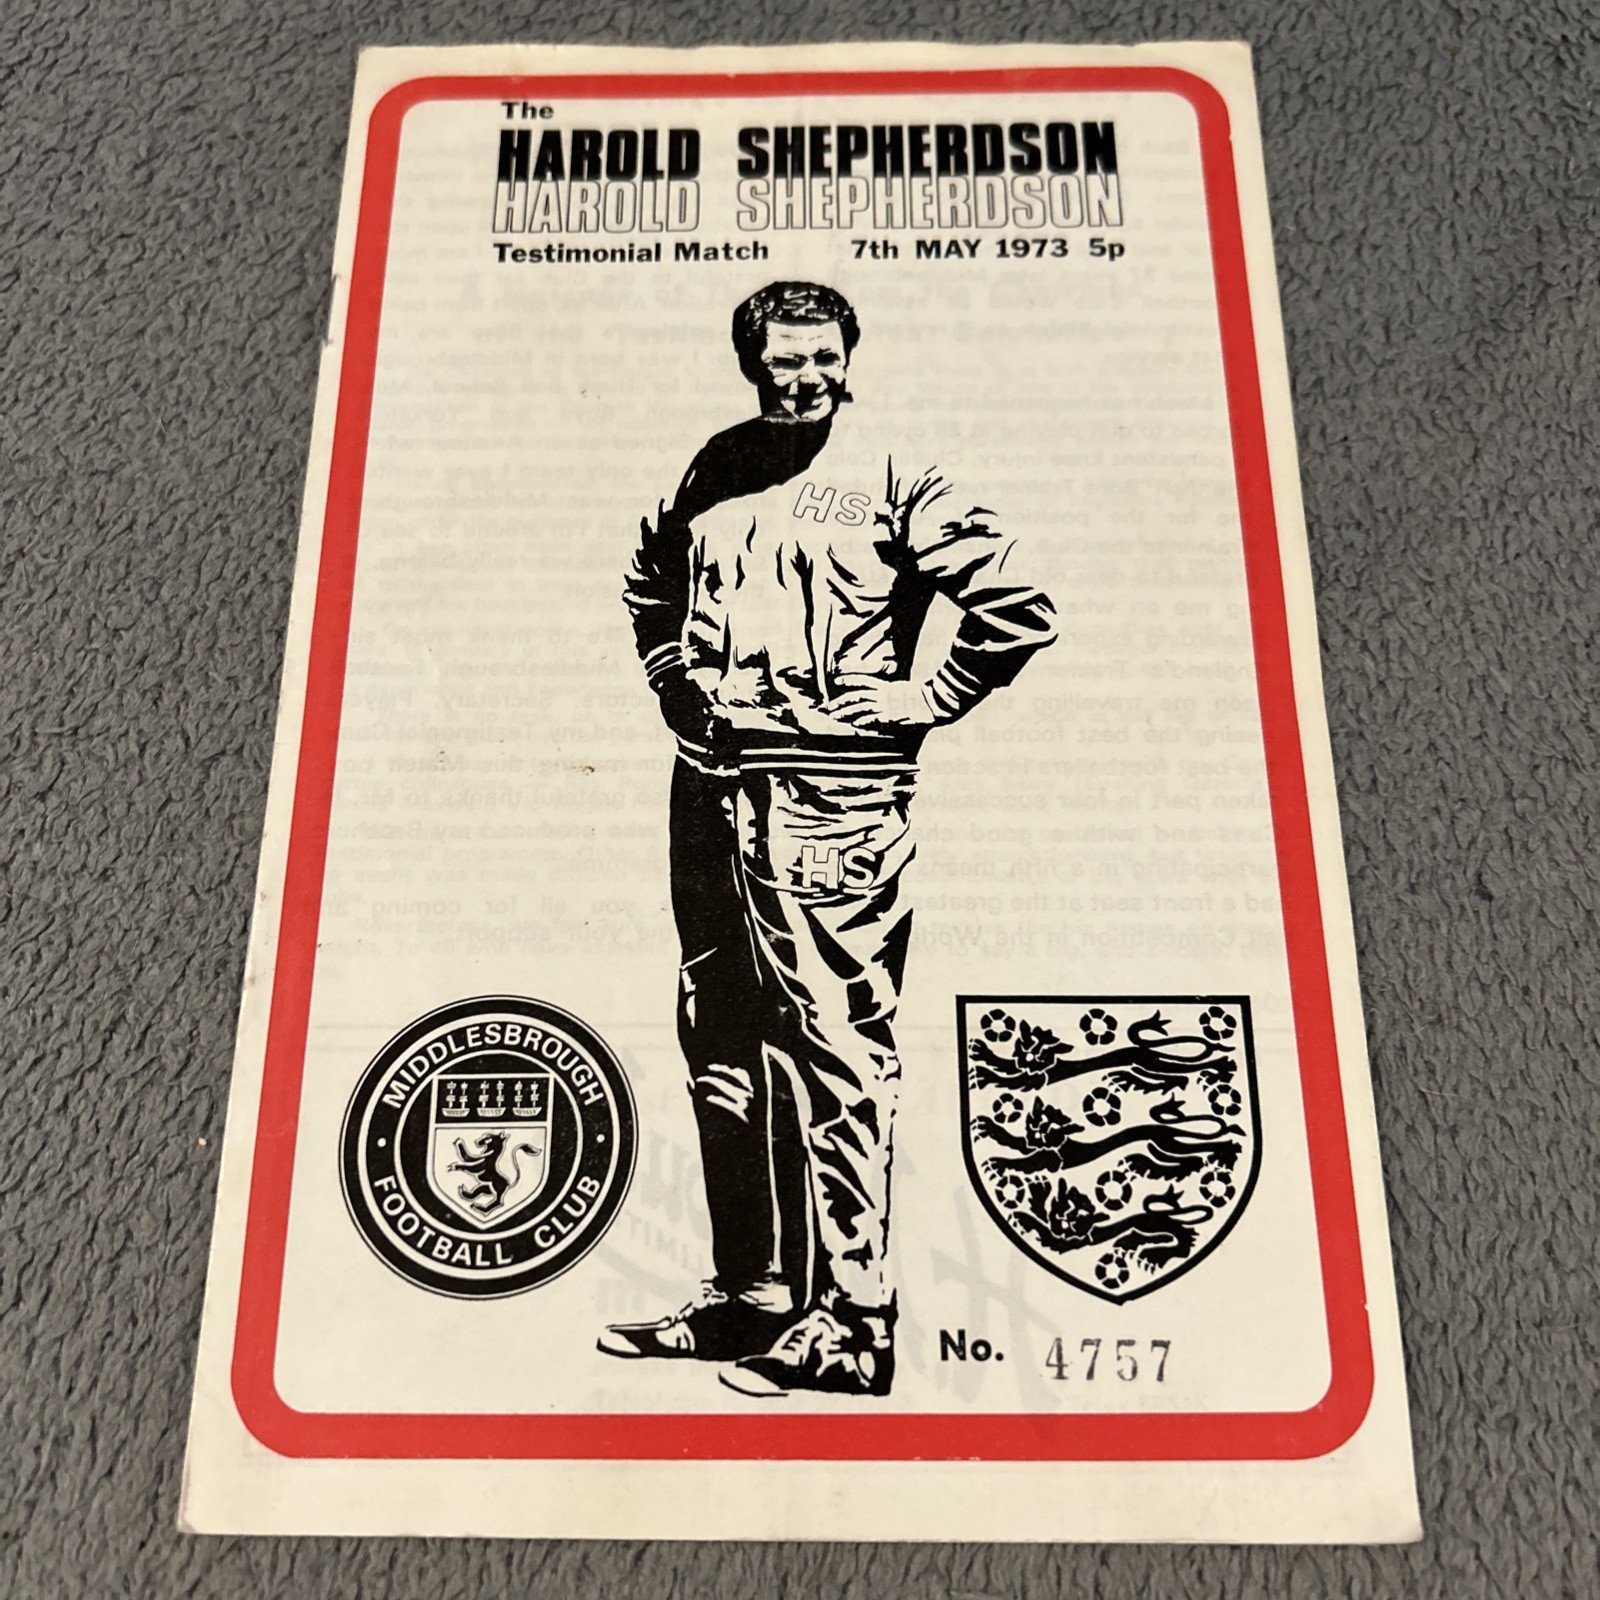 The
HAROLD SHEPHERDSON
HAROLD SHEPHERDSON
Testimonial Match 7th MAY 1973 5p
HS
HS
MIDDLESBROUGH
FOOTBALL CLUB
No. 4757